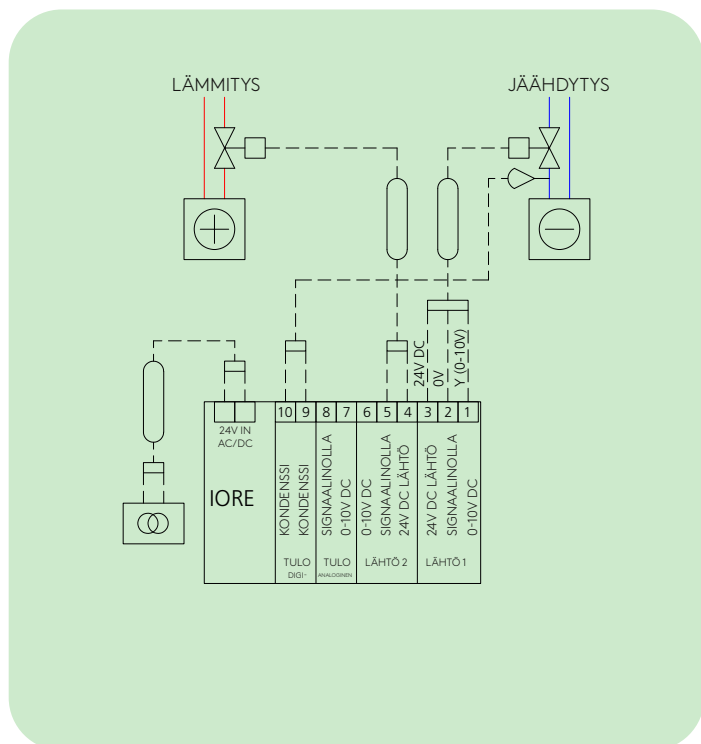 LÄMMITYS
JÄÄHDYTYS
24V DC
0V
Y (0-10V)
24V IN
AC/DC
10 9 8 7 6 5 4 3 2 1
IORE
KONDENSSI
KONDENSSI
SIGNAALINOLLA
0-10V DC
0-10V DC
SIGNAALINOLLA
24V DC LÄHTÖ
24V DC LÄHTÖ
SIGNAALINOLLA
0-10V DC
TULO
DIGI-
TULO
ANALOGINEN
LÄHTÖ 2
LÄHTÖ 1